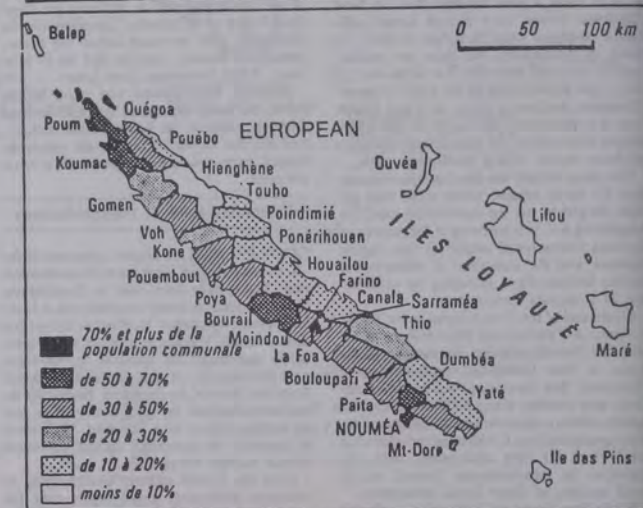 0 50 100 km
Belep
Ouégoa
Poum
Pouébo
EUROPEAN
Koumac
Hienghène
Ouvéa
Touho
Gomen
Poindimié
Lifou
Voh
Ponérihouen
ILES LOYAUTÉ
Koné
Houaïlou
Pouembout
Farino
Canala
Poya
Sarraméa
Bourail
Thio
Maré
Moindou
La Foa
Dumbéa
Bouloupari
Yaté
Païta
NOUMÉA
Mt-Dore
Ile des Pins
70% et plus de la
population communale
de 50 à 70%
de 30 à 50%
de 20 à 30%
de 10 à 20%
moins de 10%